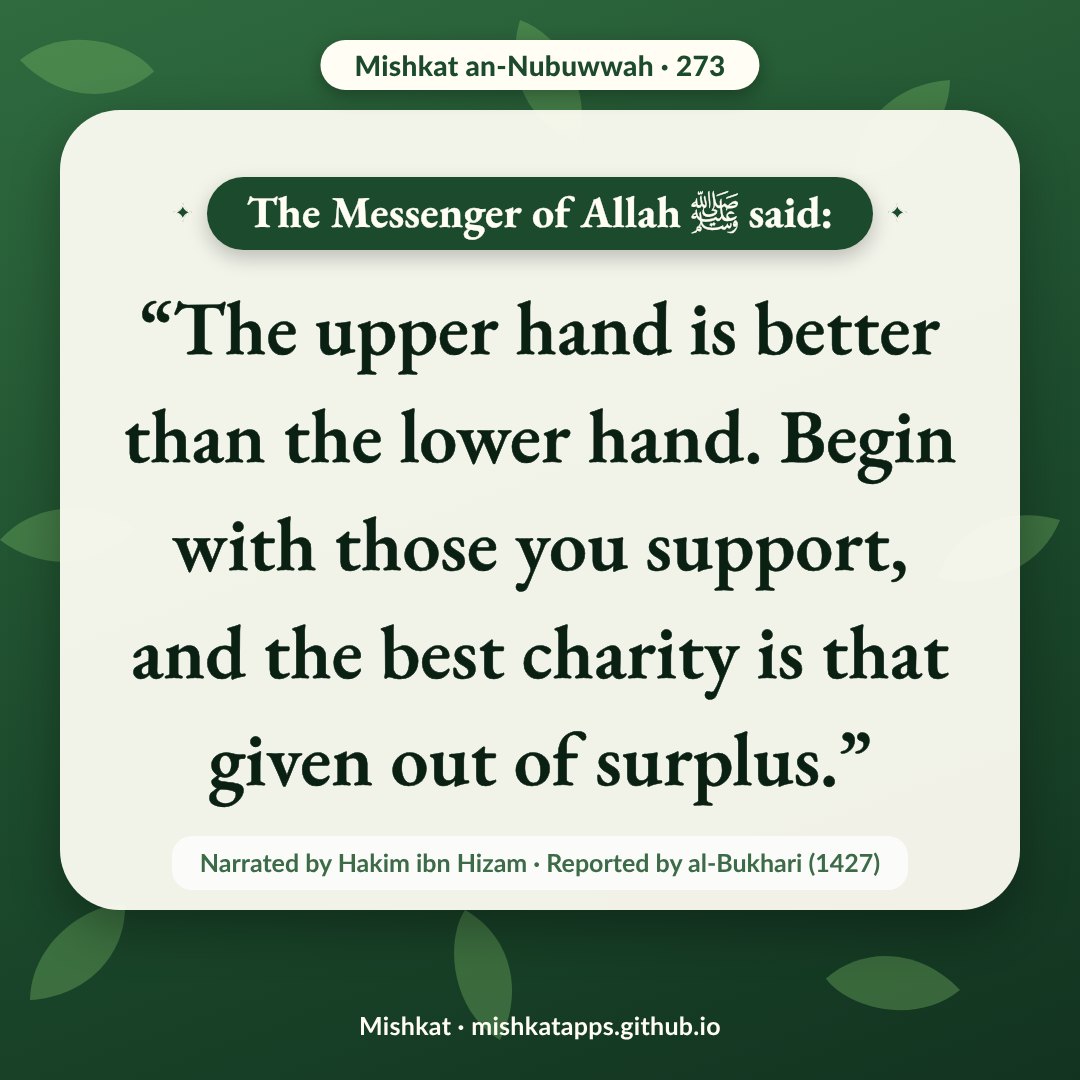 Mishkat an-Nubuwwah · 273
The Messenger of Allah ﷺ said:
“The upper hand is better
than the lower hand. Begin
with those you support,
and the best charity is that
given out of surplus.”
Narrated by Hakim ibn Hizam · Reported by al-Bukhari (1427)
Mishkat · mishkatapps.github.io